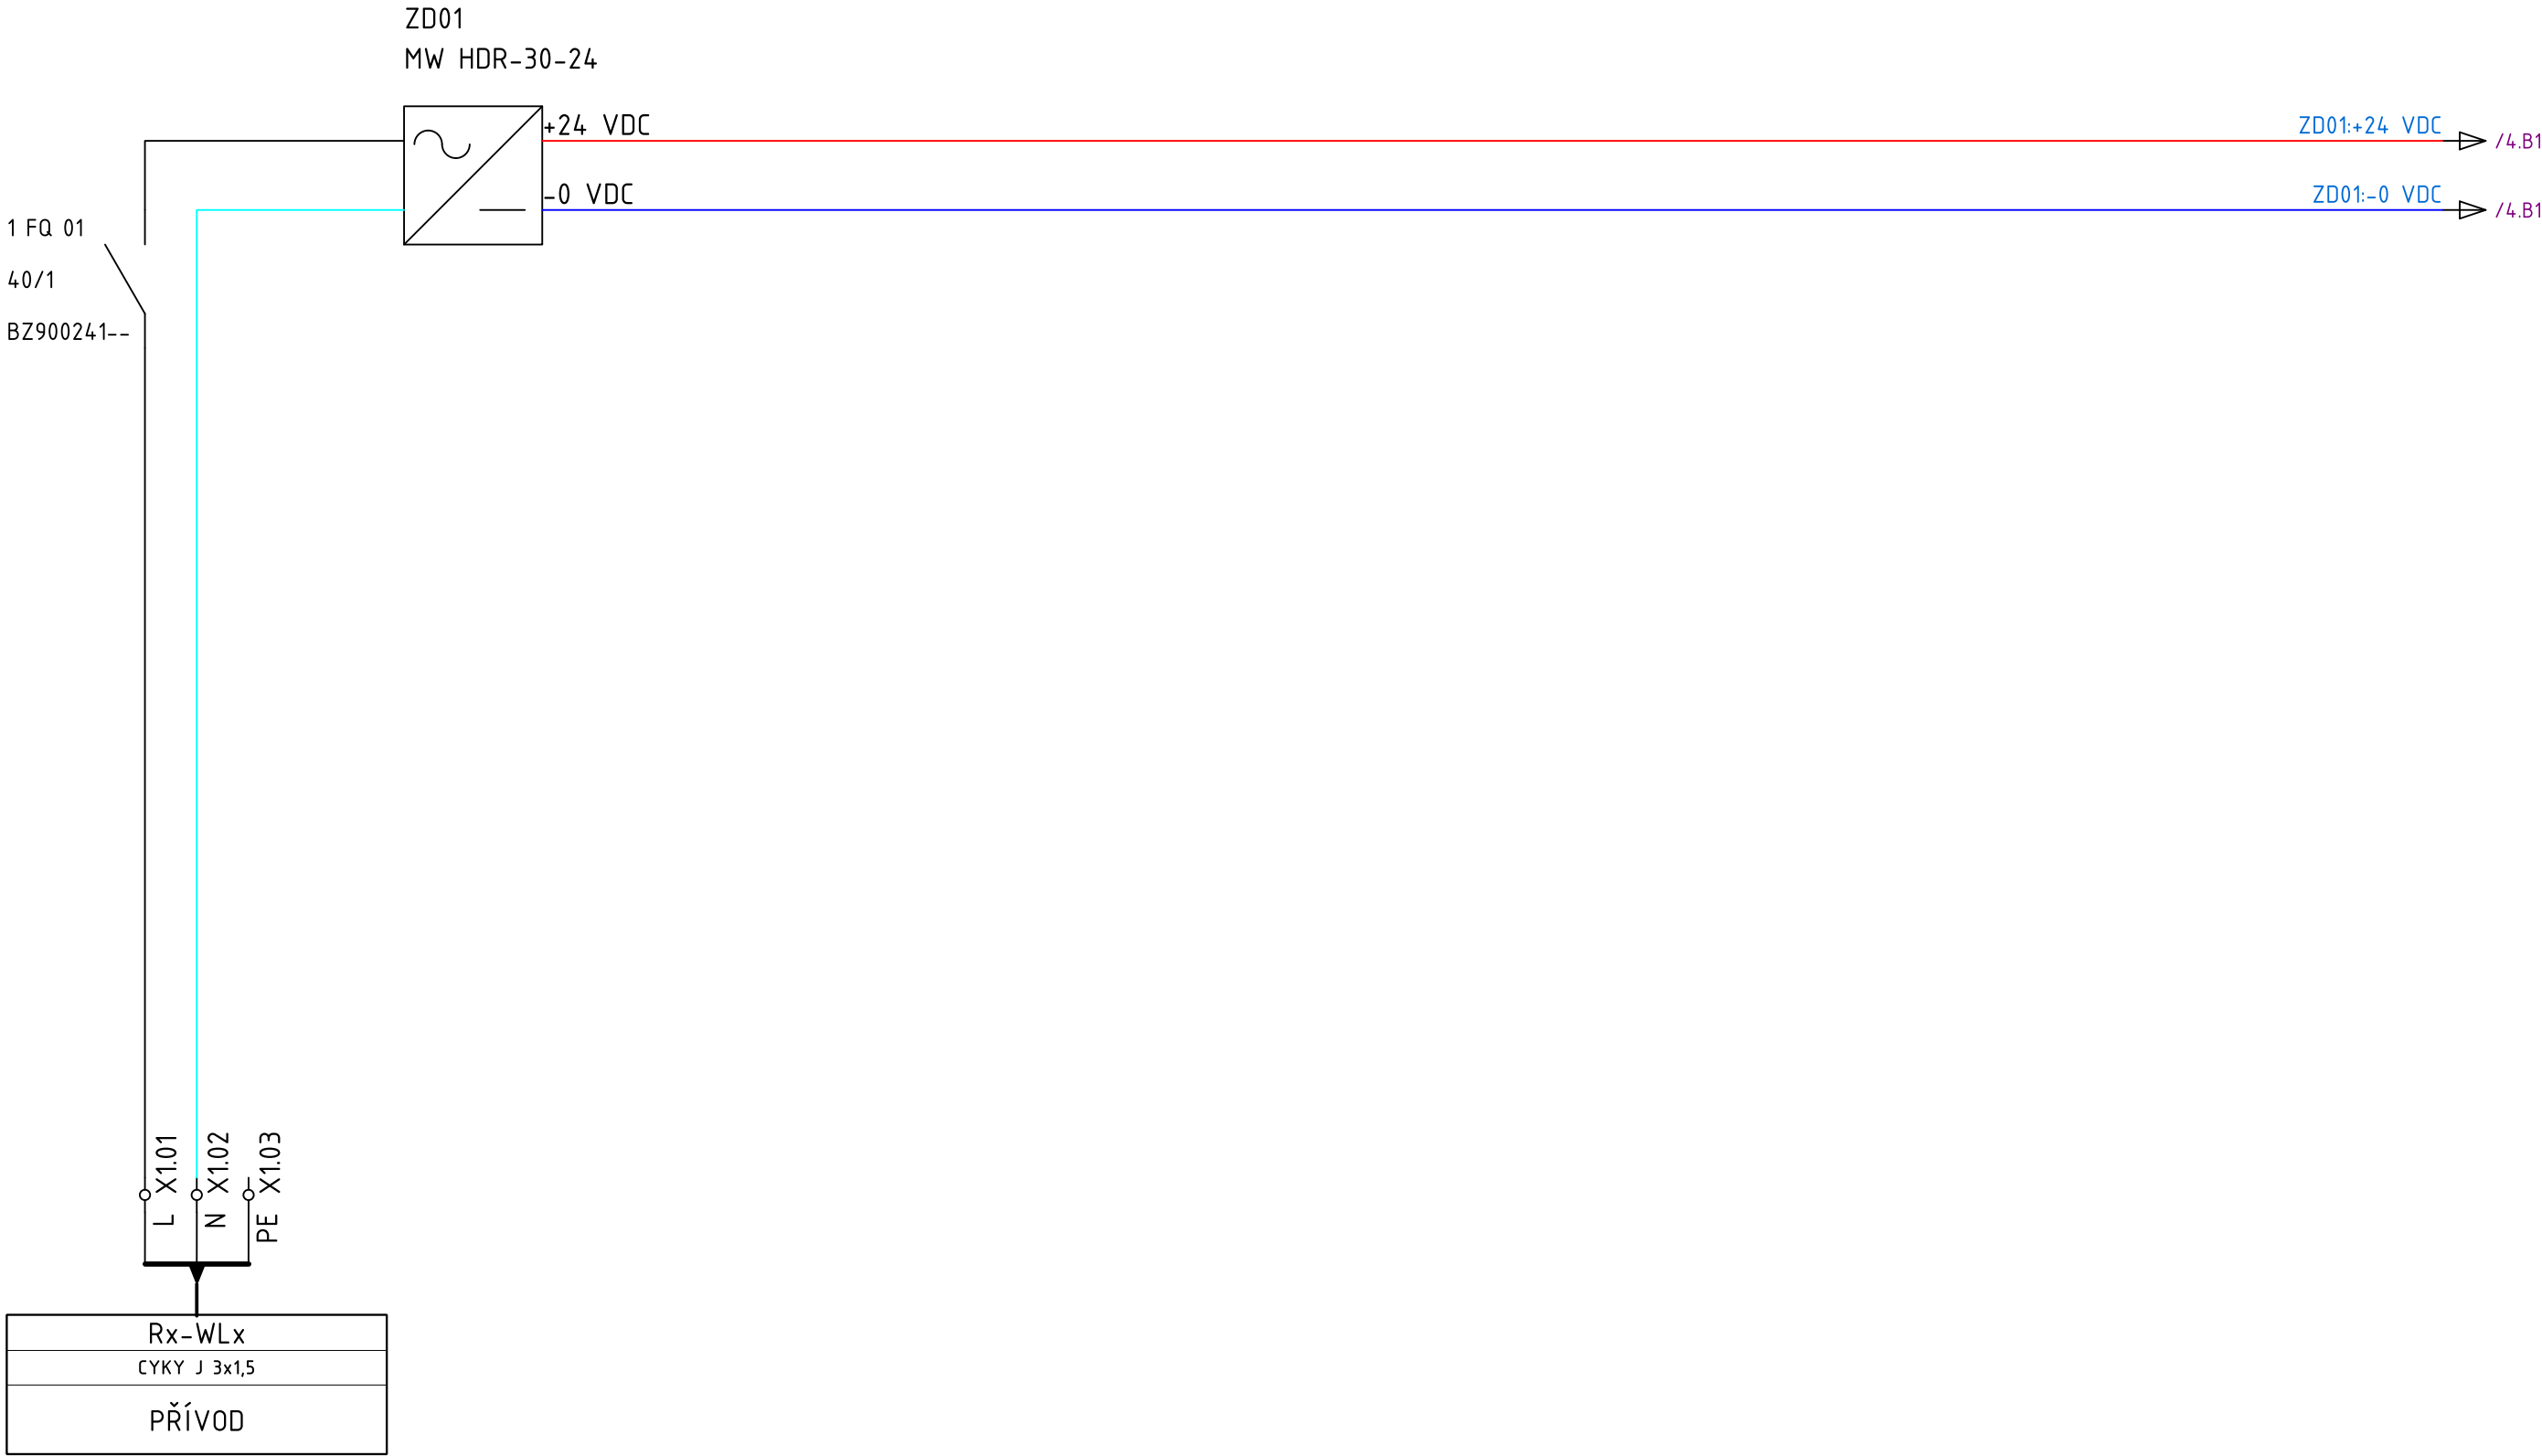 ZD01
MW HDR-30-24
+24 VDC
ZD01:+24 VDC
/4.B1
-0 VDC
ZD01:-0 VDC
/4.B1
1 FQ 01
40/1
BZ900241--
X1.01
X1.02
X1.03
L
N
PE
Rx-WLx
CYKY J 3x1,5
PŘÍVOD